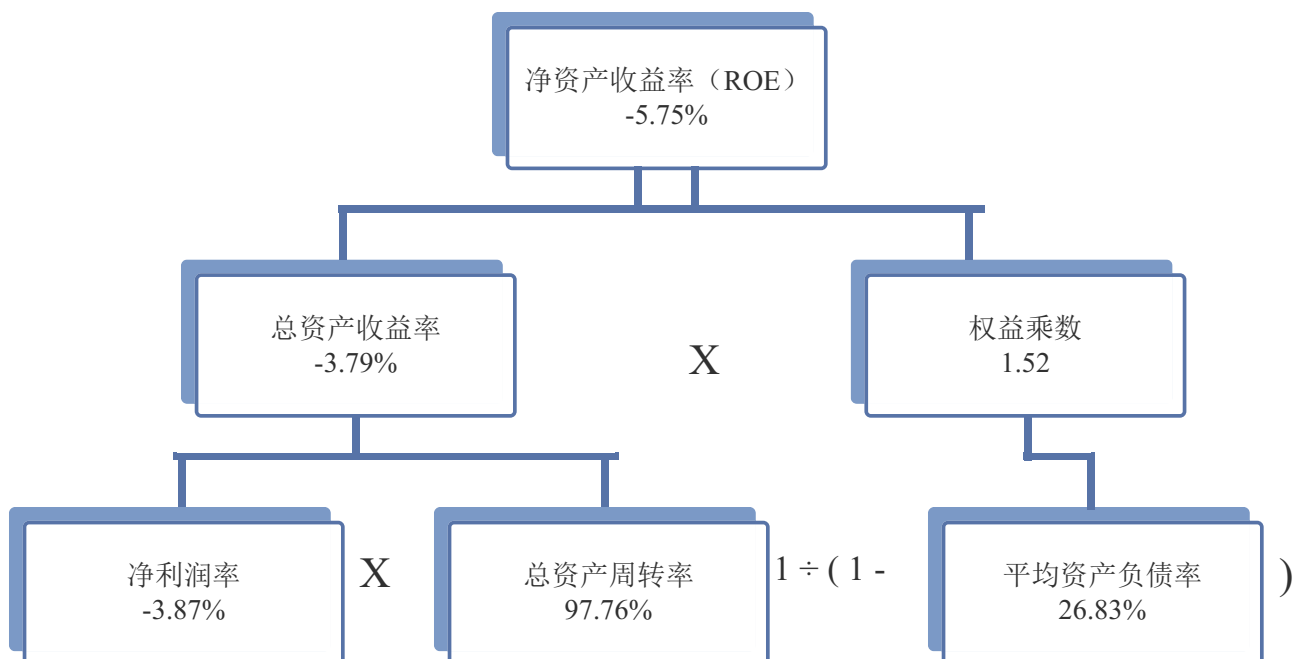 净资产收益率（ROE）
-5.75%
总资产收益率
-3.79%
X
权益乘数
1.52
净利润率
-3.87%
X
总资产周转率
97.76%
1 ÷ ( 1 -
平均资产负债率
26.83%
)